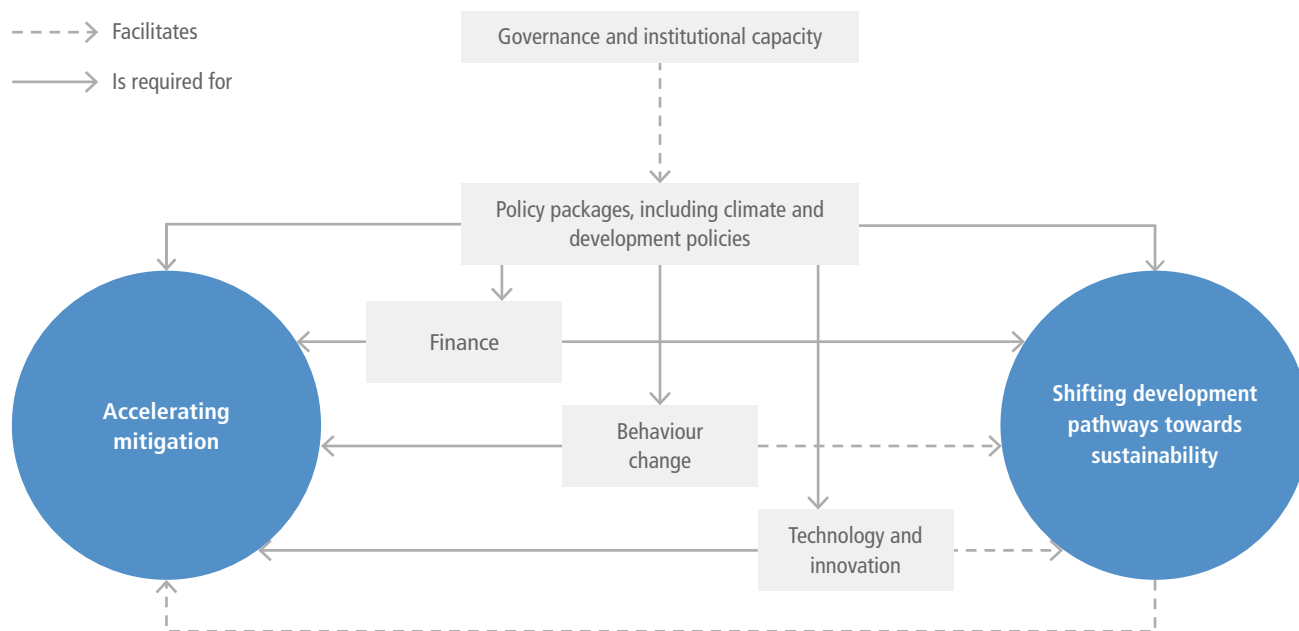 Facilitates
Is required for
Governance and institutional capacity
Policy packages, including climate and
development policies
Finance
Accelerating
mitigation
Behaviour
change
Shifting development
pathways towards
sustainability
Technology and
innovation